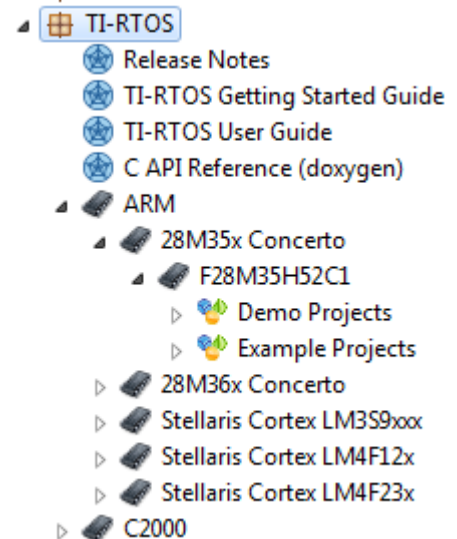 TI-RTOS
Release Notes
TI-RTOS Getting Started Guide
TI-RTOS User Guide
C API Reference (doxygen)
ARM
28M35x Concerto
F28M35H52C1
Demo Projects
Example Projects
28M36x Concerto
Stellaris Cortex LM3S9xxx
Stellaris Cortex LM4F12x
Stellaris Cortex LM4F23x
C2000